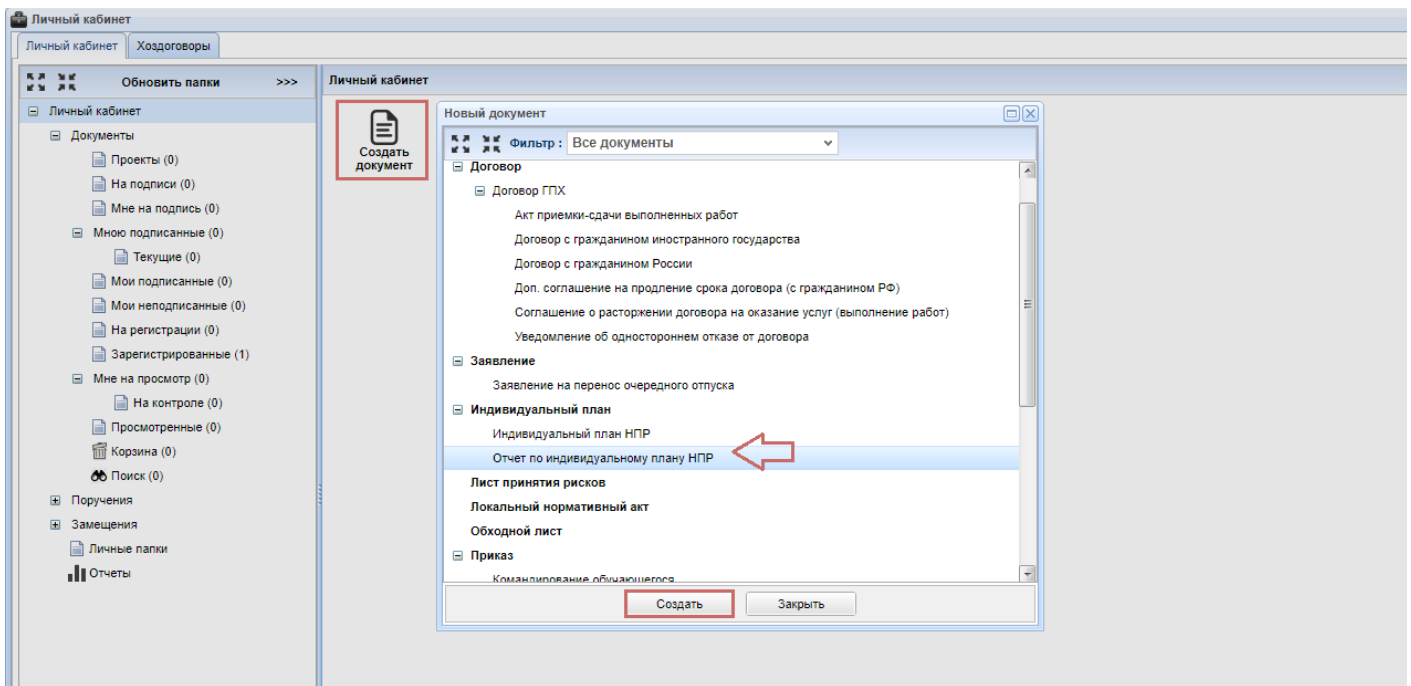 Личный кабинет
Личный кабинет Хоздоговоры
Обновить папки >>>
Личный кабинет
Документы
Проекты (0)
На подписи (0)
Мне на подпись (0)
Мною подписанные (0)
Текущие (0)
Мои подписанные (0)
Мои неподписанные (0)
На регистрации (0)
Зарегистрированные (1)
Мне на просмотр (0)
На контроле (0)
Просмотренные (0)
Корзина (0)
Поиск (0)
Поручения
Замещения
Личные папки
Отчеты
Личный кабинет
Создать
документ
Новый документ
Фильтр : Все документы
Договор
Договор ГПХ
Акт приемки-сдачи выполненных работ
Договор с гражданином иностранного государства
Договор с гражданином России
Доп. соглашение на продление срока договора (с гражданином РФ)
Соглашение о расторжении договора на оказание услуг (выполнение работ)
Уведомление об одностороннем отказе от договора
Заявление
Заявление на перенос очередного отпуска
Индивидуальный план
Индивидуальный план НПР
Отчет по индивидуальному плану НПР
Лист принятия рисков
Локальный нормативный акт
Обходной лист
Приказ
Командирование обучающегося
Создать Закрыть